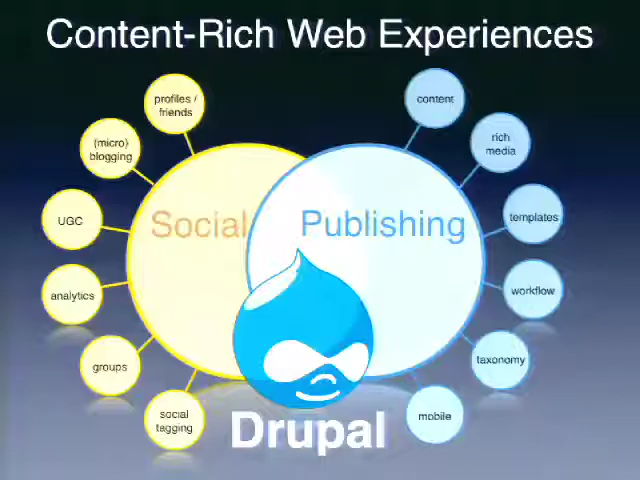 Content-Rich Web Experiences
profiles /
friends
(micro)
blogging
UGC
analytics
groups
social
tagging
Social
Publishing
content
rich
media
templates
workflow
taxonomy
mobile
Drupal